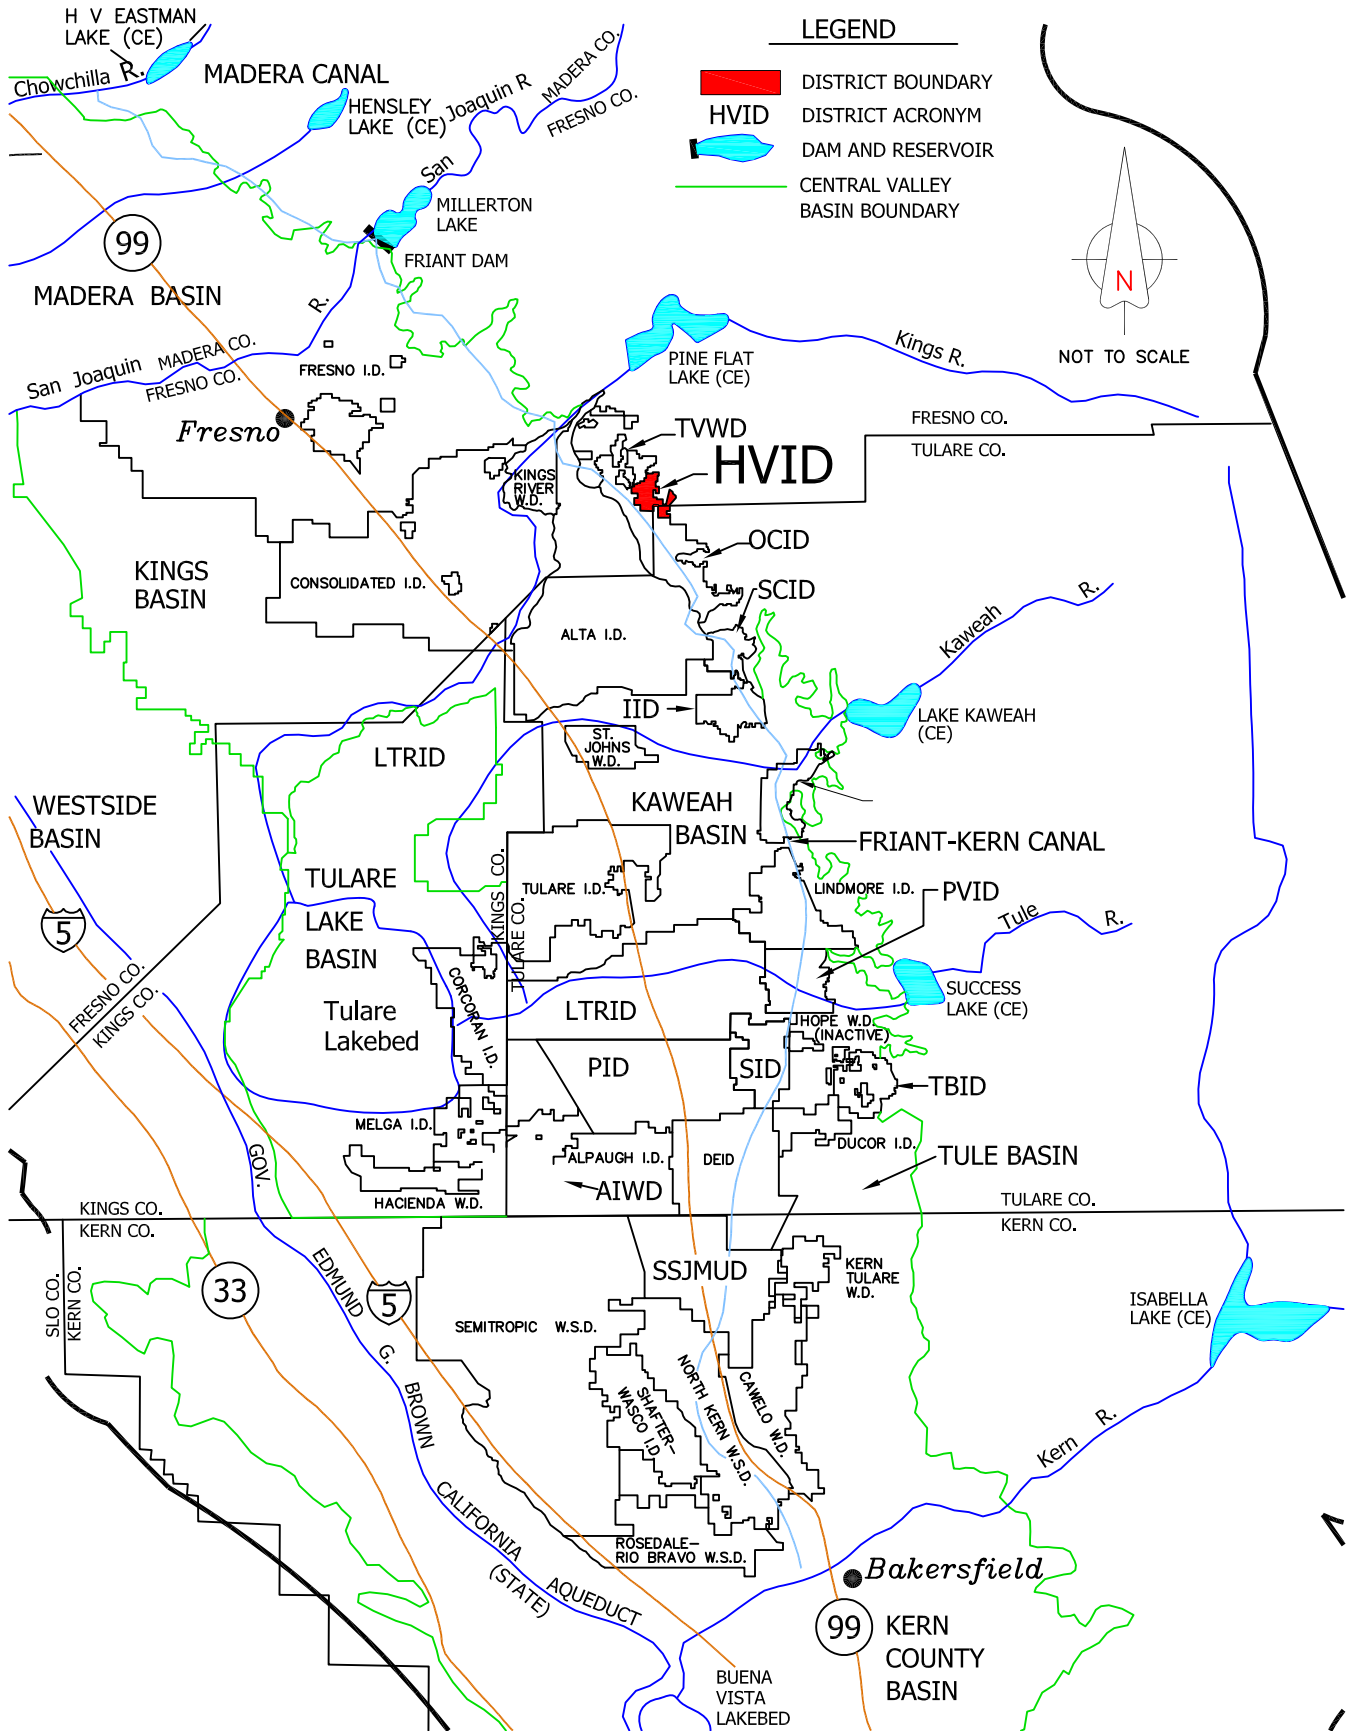 H V EASTMAN
LAKE (CE)
Chowchilla R.
MADERA CANAL
HENSLEY
LAKE (CE)
San Joaquin R
MADERA CO.
FRESNO CO.
LEGEND
DISTRICT BOUNDARY
HVID
DISTRICT ACRONYM
DAM AND RESERVOIR
CENTRAL VALLEY
BASIN BOUNDARY
N
NOT TO SCALE
MILLERTON
LAKE
FRIANT DAM
99
MADERA BASIN
San Joaquin R.
MADERA CO.
FRESNO CO.
FRESNO I.D.
Fresno
PINE FLAT
LAKE (CE)
Kings R.
FRESNO CO.
TULARE CO.
TVWD
HVID
KINGS
RIVER
W.D.
OCID
KINGS
BASIN
CONSOLIDATED I.D.
SCID
ALTA I.D.
Kaweah R.
IID
LAKE KAWEAH
(CE)
ST.
JOHNS
W.D.
LTRID
WESTSIDE
BASIN
KAWEAH
BASIN
FRIANT-KERN CANAL
TULARE
LAKE
BASIN
KINGS CO.
TULARE CO.
TULARE I.D.
LINDMORE I.D.
PVID
Tule R.
5
FRESNO CO.
KINGS CO.
CORCORAN I.D.
SUCCESS
LAKE (CE)
Tulare
Lakebed
LTRID
HOPE W.D.
(INACTIVE)
PID
SID
TBID
MELGA I.D.
DUCOR I.D.
ALPAUGH I.D.
DEID
TULE BASIN
AIWD
HACIENDA W.D.
KINGS CO.
KERN CO.
TULARE CO.
KERN CO.
GOV.
EDMUND
G.
BROWN
CALIFORNIA
AQUEDUCT
(STATE)
SLO CO.
KERN CO.
33
5
SSJMUD
KERN
TULARE
W.D.
ISABELLA
LAKE (CE)
SEMITROPIC W.S.D.
SHAFTER-
WASCO I.D.
NORTH KERN W.S.D.
CAWELO W.D.
Kern R.
ROSEDALE-
RIO BRAVO W.S.D.
Bakersfield
99
KERN
COUNTY
BASIN
BUENA
VISTA
LAKEBED